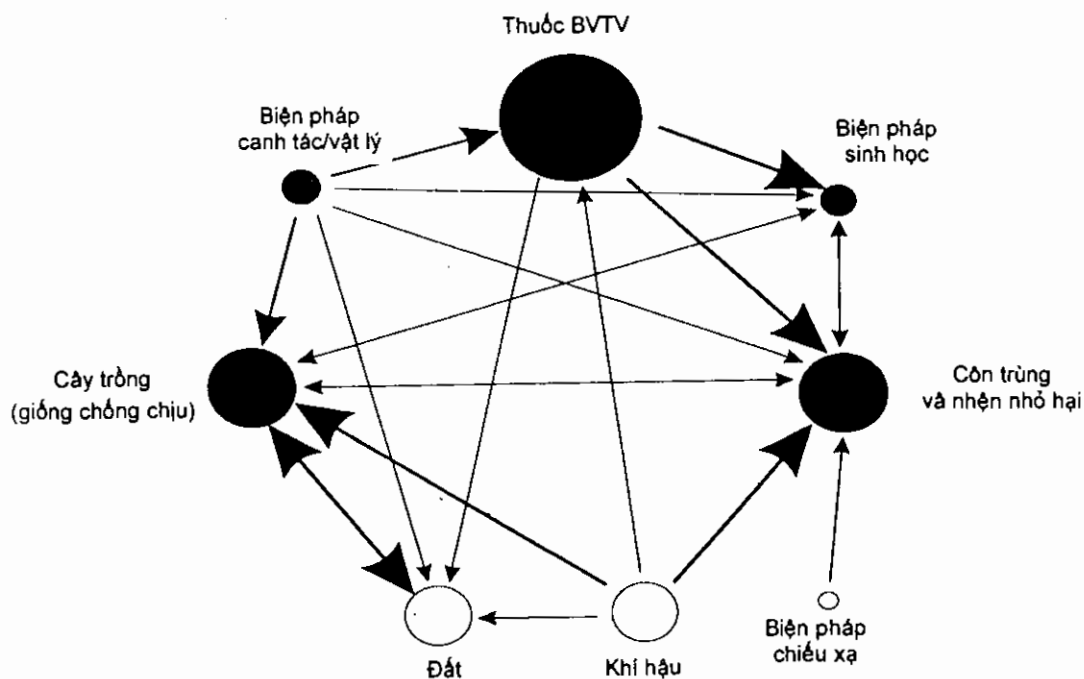 Thuốc BVTV
Biện pháp
canh tác/vật lý
Biện pháp
sinh học
Cây trồng
(giống chống chịu)
Côn trùng
và nhện nhỏ hại
Đất
Khí hậu
Biện pháp
chiếu xạ